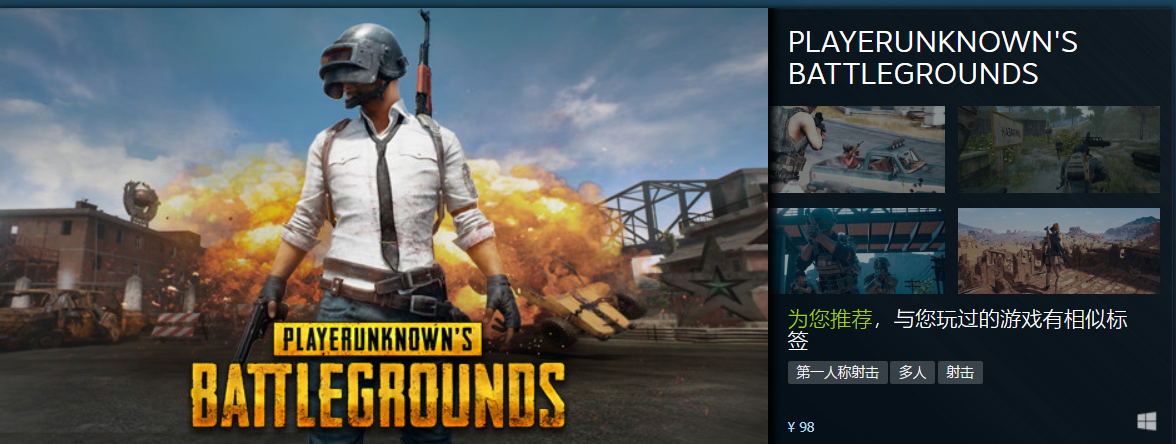 PLAYERUNKNOWN'S
BATTLEGROUNDS
PLAYERUNKNOWN'S
BATTLEGROUNDS
为您推荐，与您玩过的游戏有相似标
签
第一人称射击 多人 射击
¥ 98